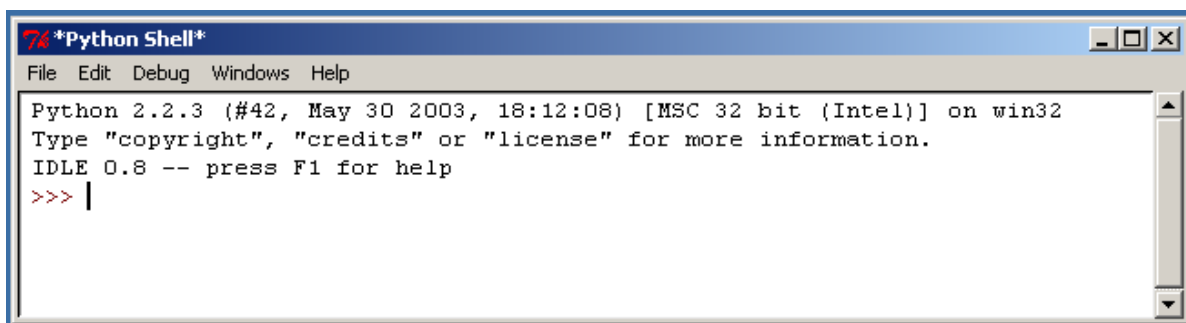 *Python Shell*
File Edit Debug Windows Help
Python 2.2.3 (#42, May 30 2003, 18:12:08) [MSC 32 bit (Intel)] on win32
Type "copyright", "credits" or "license" for more information.
IDLE 0.8 -- press F1 for help
>>>